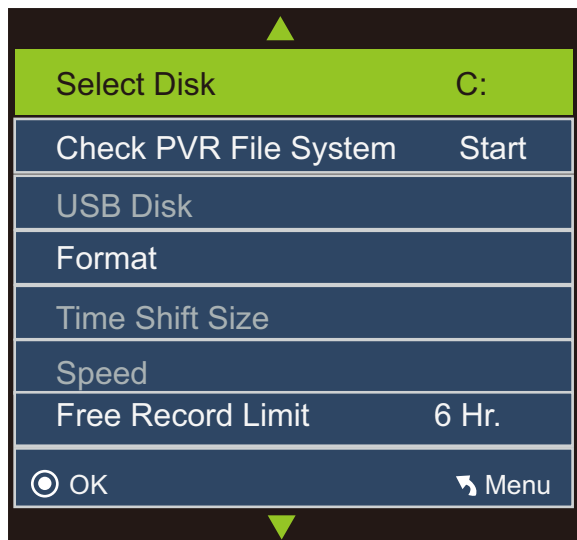 Select Disk C:
Check PVR File System Start
USB Disk
Format
Time Shift Size
Speed
Free Record Limit 6 Hr.
OK Menu